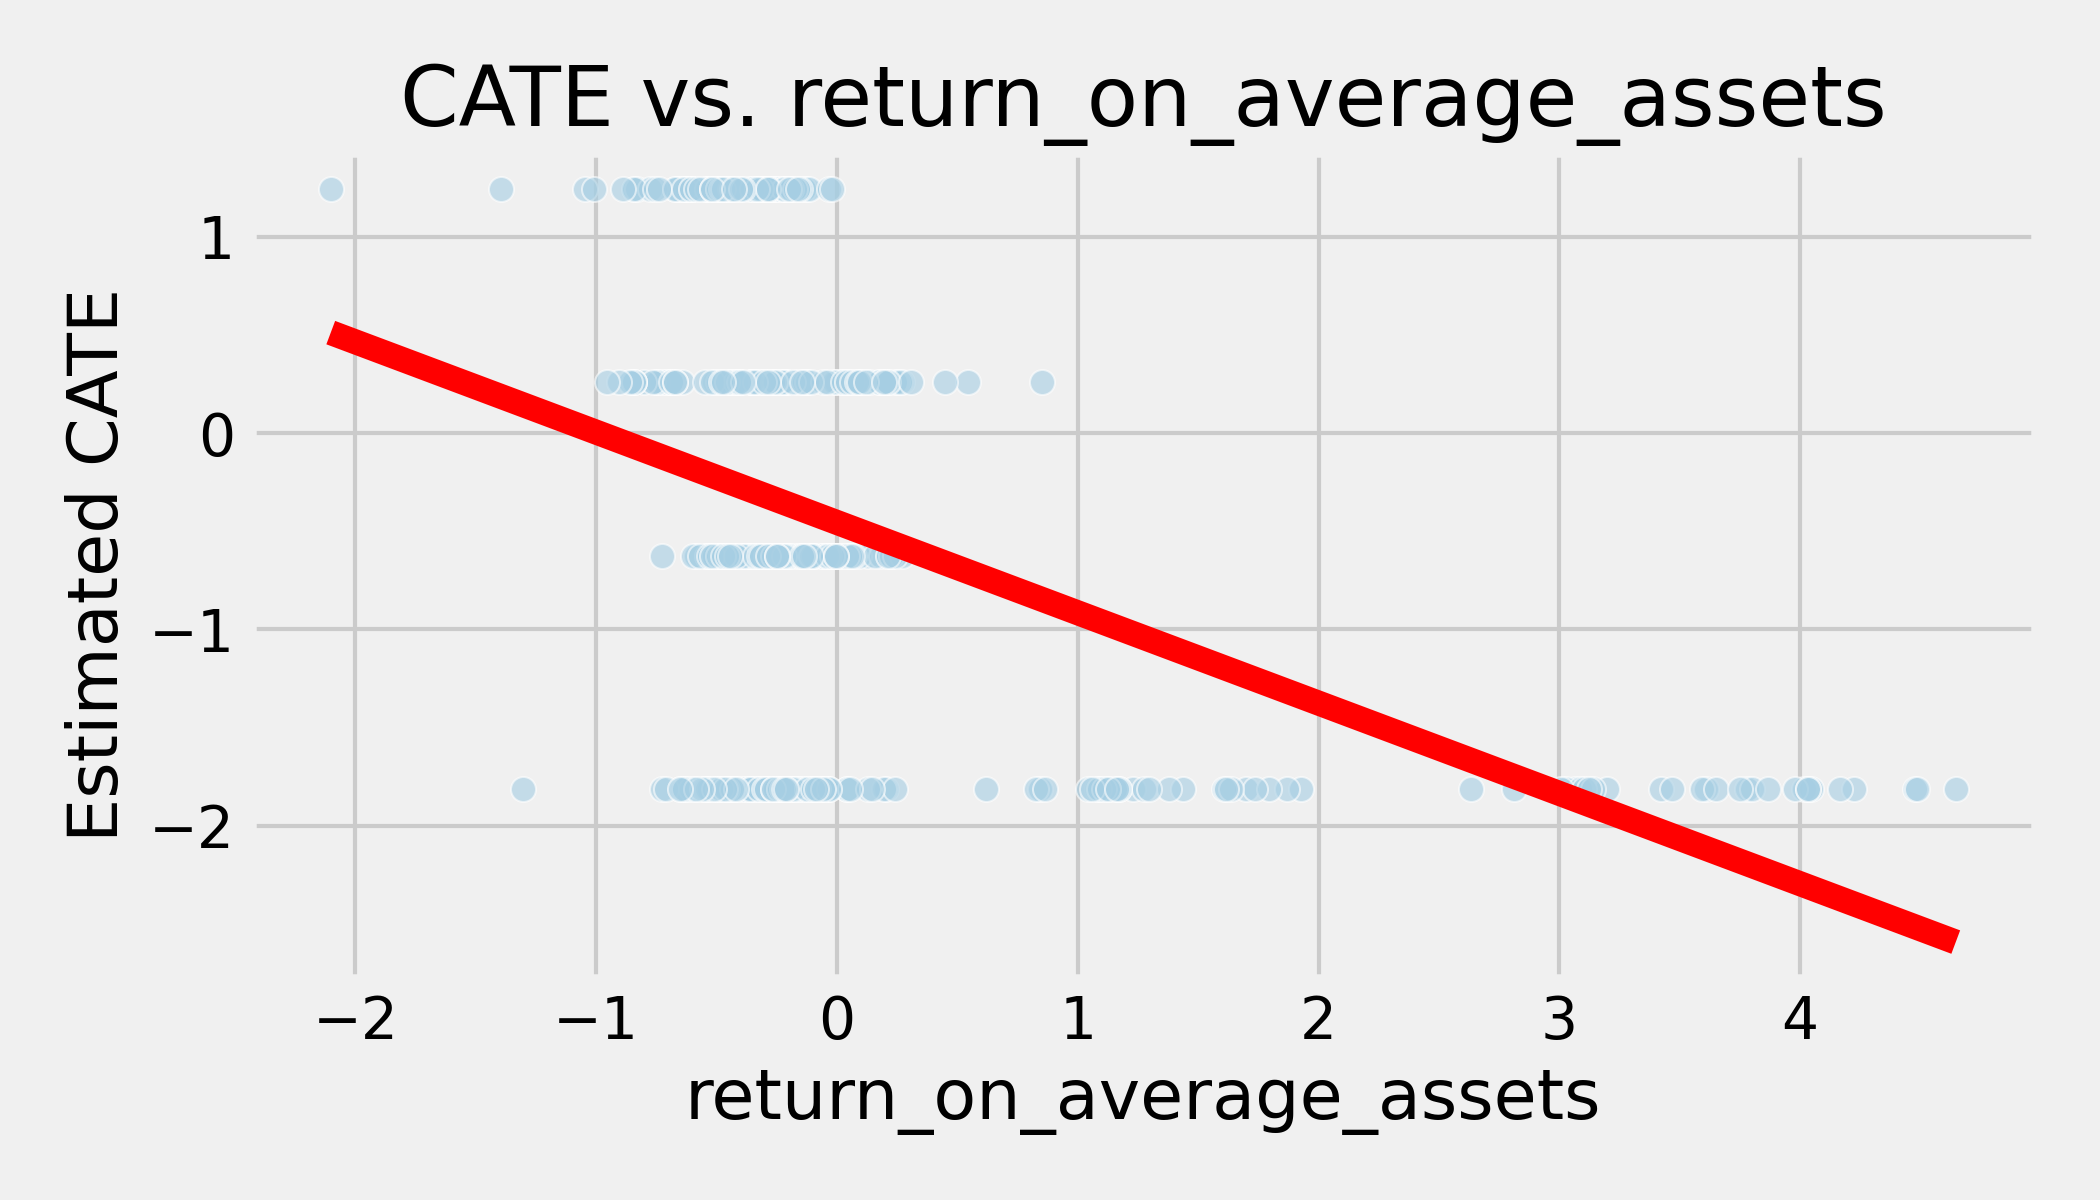 CATE vs. return_on_average_assets
Estimated CATE
1
0
−1
−2
−2 −1 0 1 2 3 4
return_on_average_assets